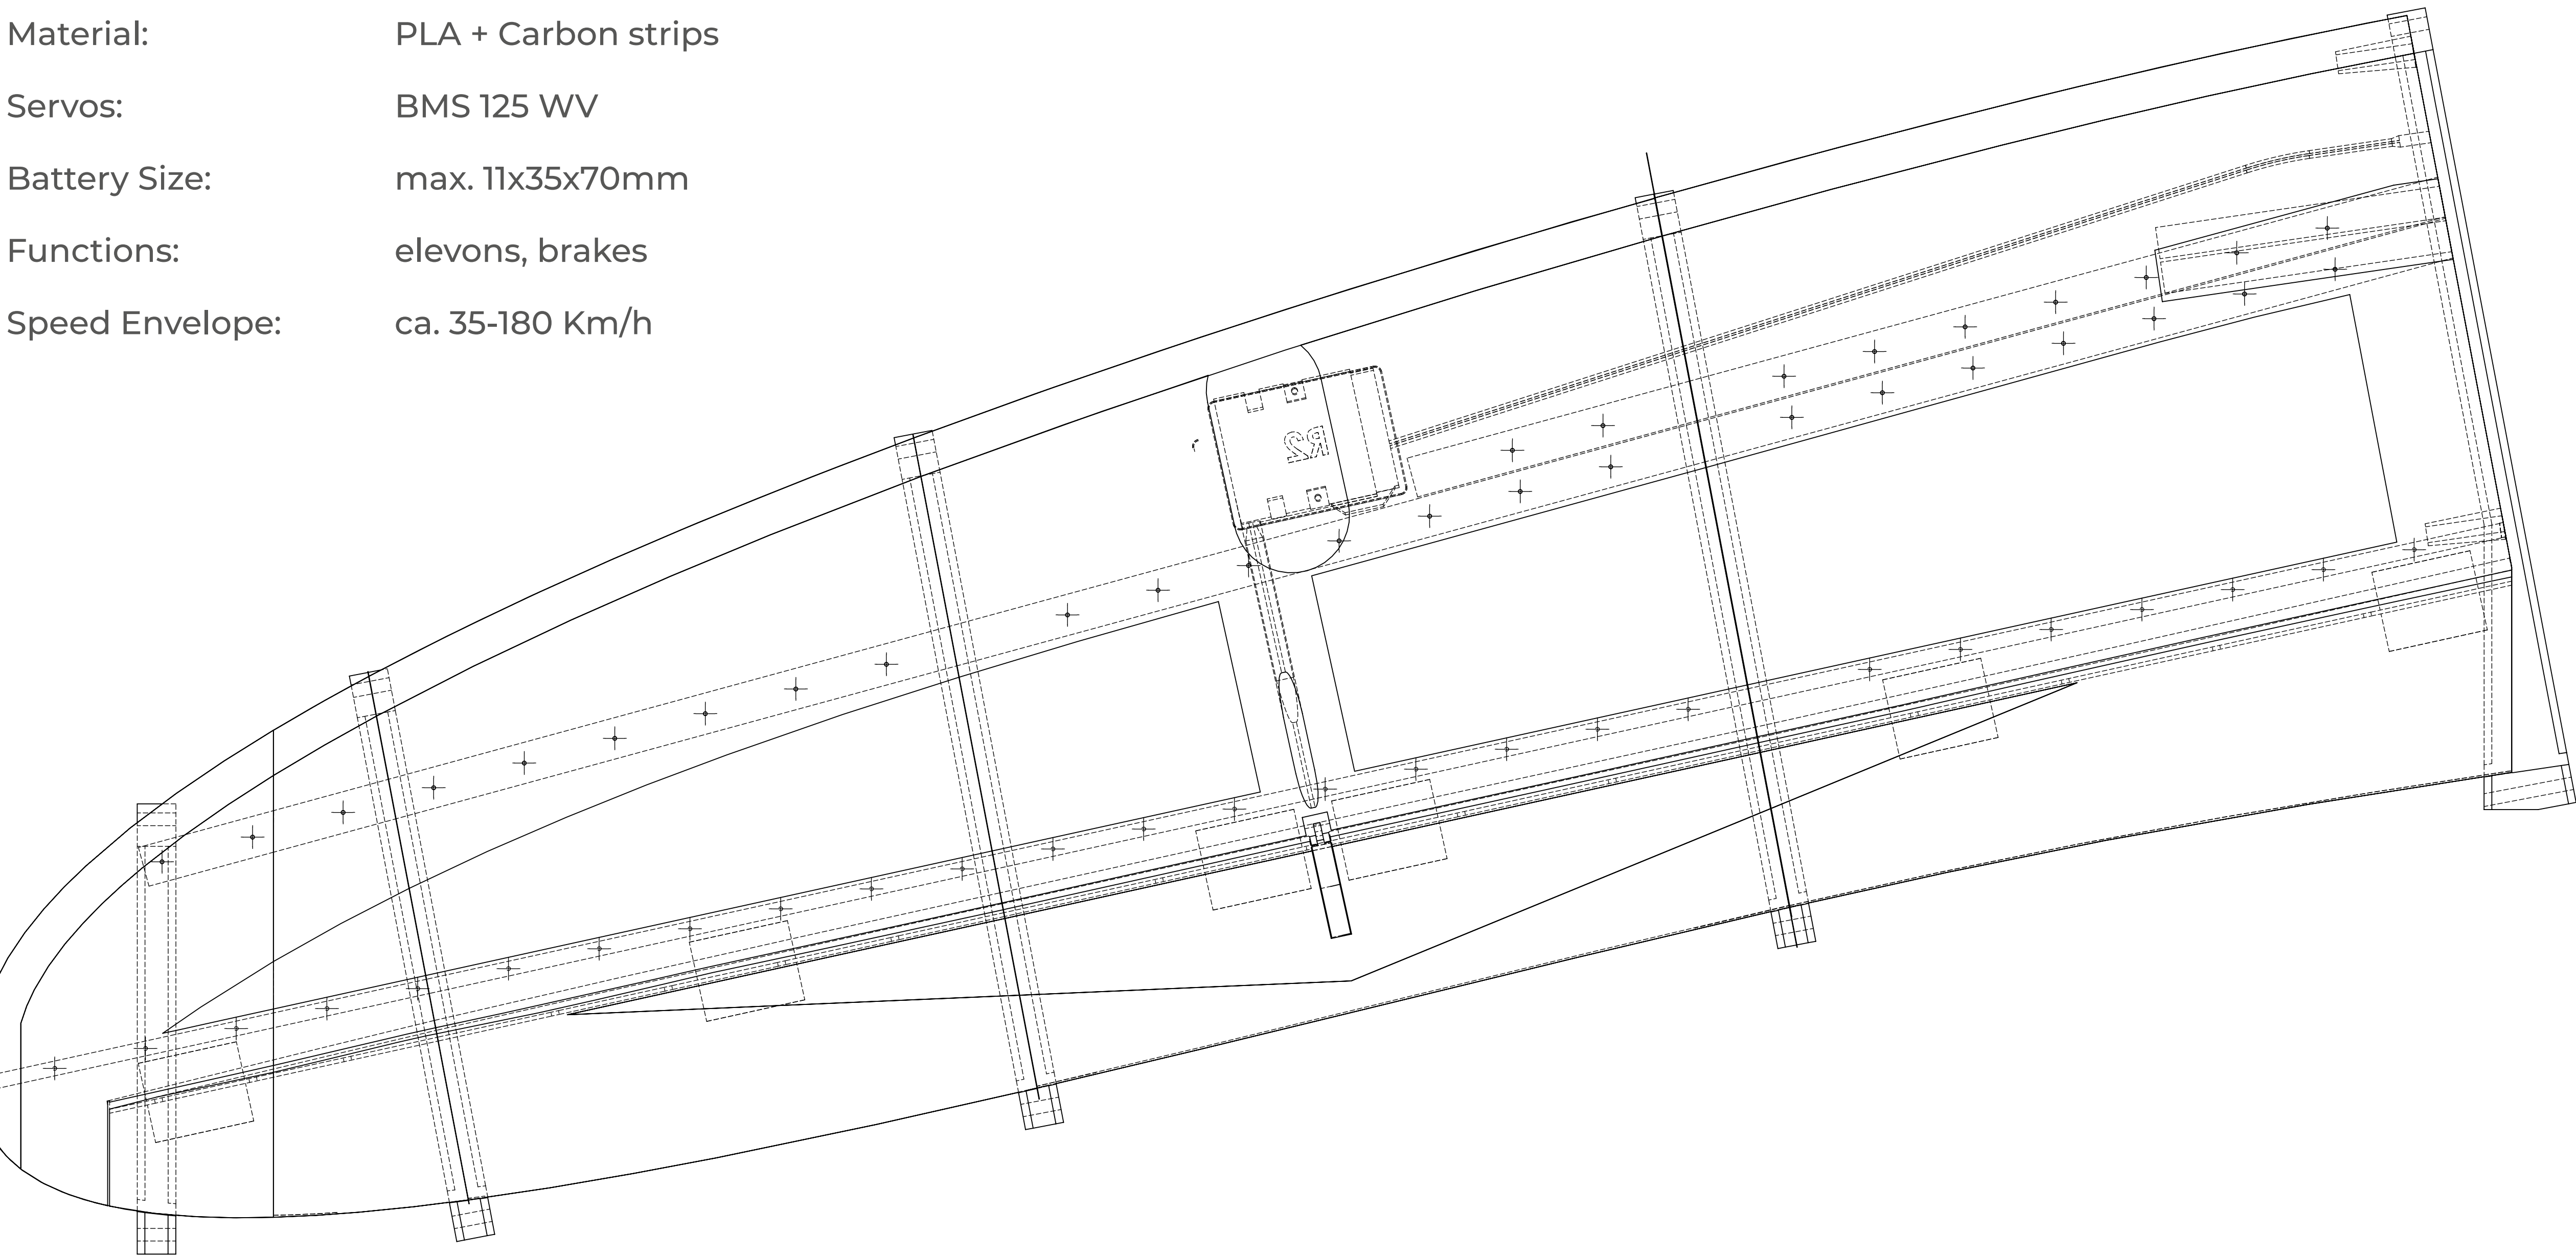 Material: PLA + Carbon strips
Servos: BMS 125 WV
Battery Size: max. 11x35x70mm
Functions: elevons, brakes
Speed Envelope: ca. 35-180 Km/h
R2